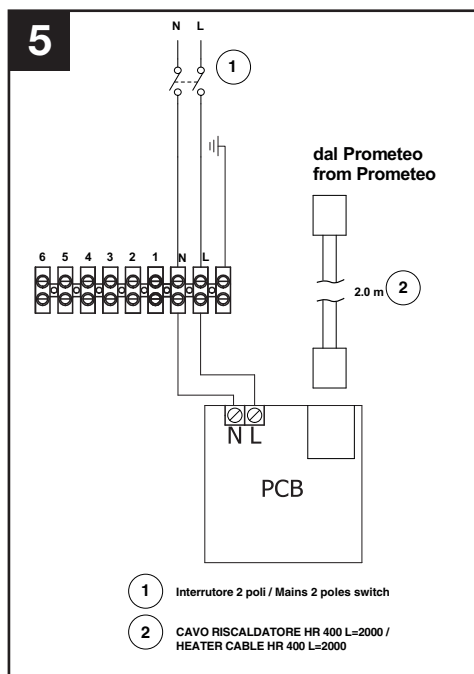 5
N L
1
dal Prometeo
from Prometeo
6 5 4 3 2 1 N L
2.0 m 2
N L
PCB
1 Interrutore 2 poli / Mains 2 poles switch
2 CAVO RISCALDATORE HR 400 L=2000 /
HEATER CABLE HR 400 L=2000